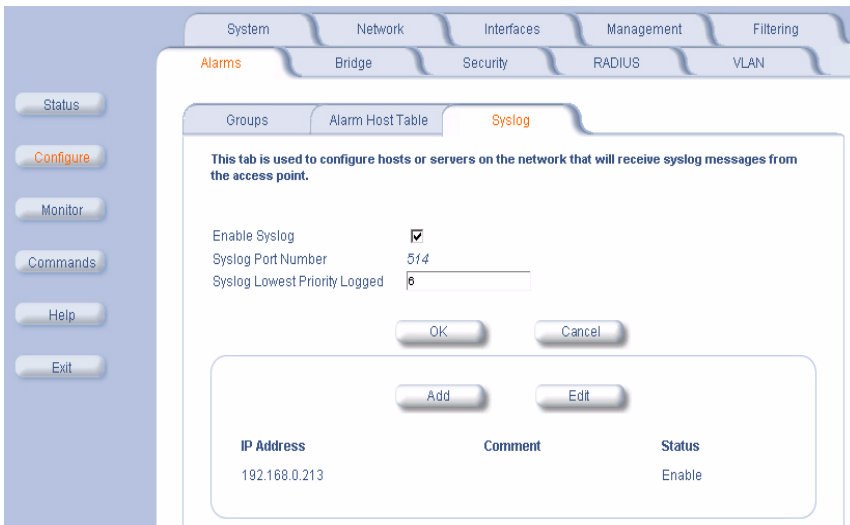 System Network Interfaces Management Filtering
Alarms Bridge Security RADIUS VLAN
Status
Configure
Monitor
Commands
Help
Exit
Groups Alarm Host Table Syslog
This tab is used to configure hosts or servers on the network that will receive syslog messages from
the access point.
Enable Syslog
Syslog Port Number 514
Syslog Lowest Priority Logged 6
OK Cancel
Add Edit
IP Address Comment Status
192.168.0.213 Enable